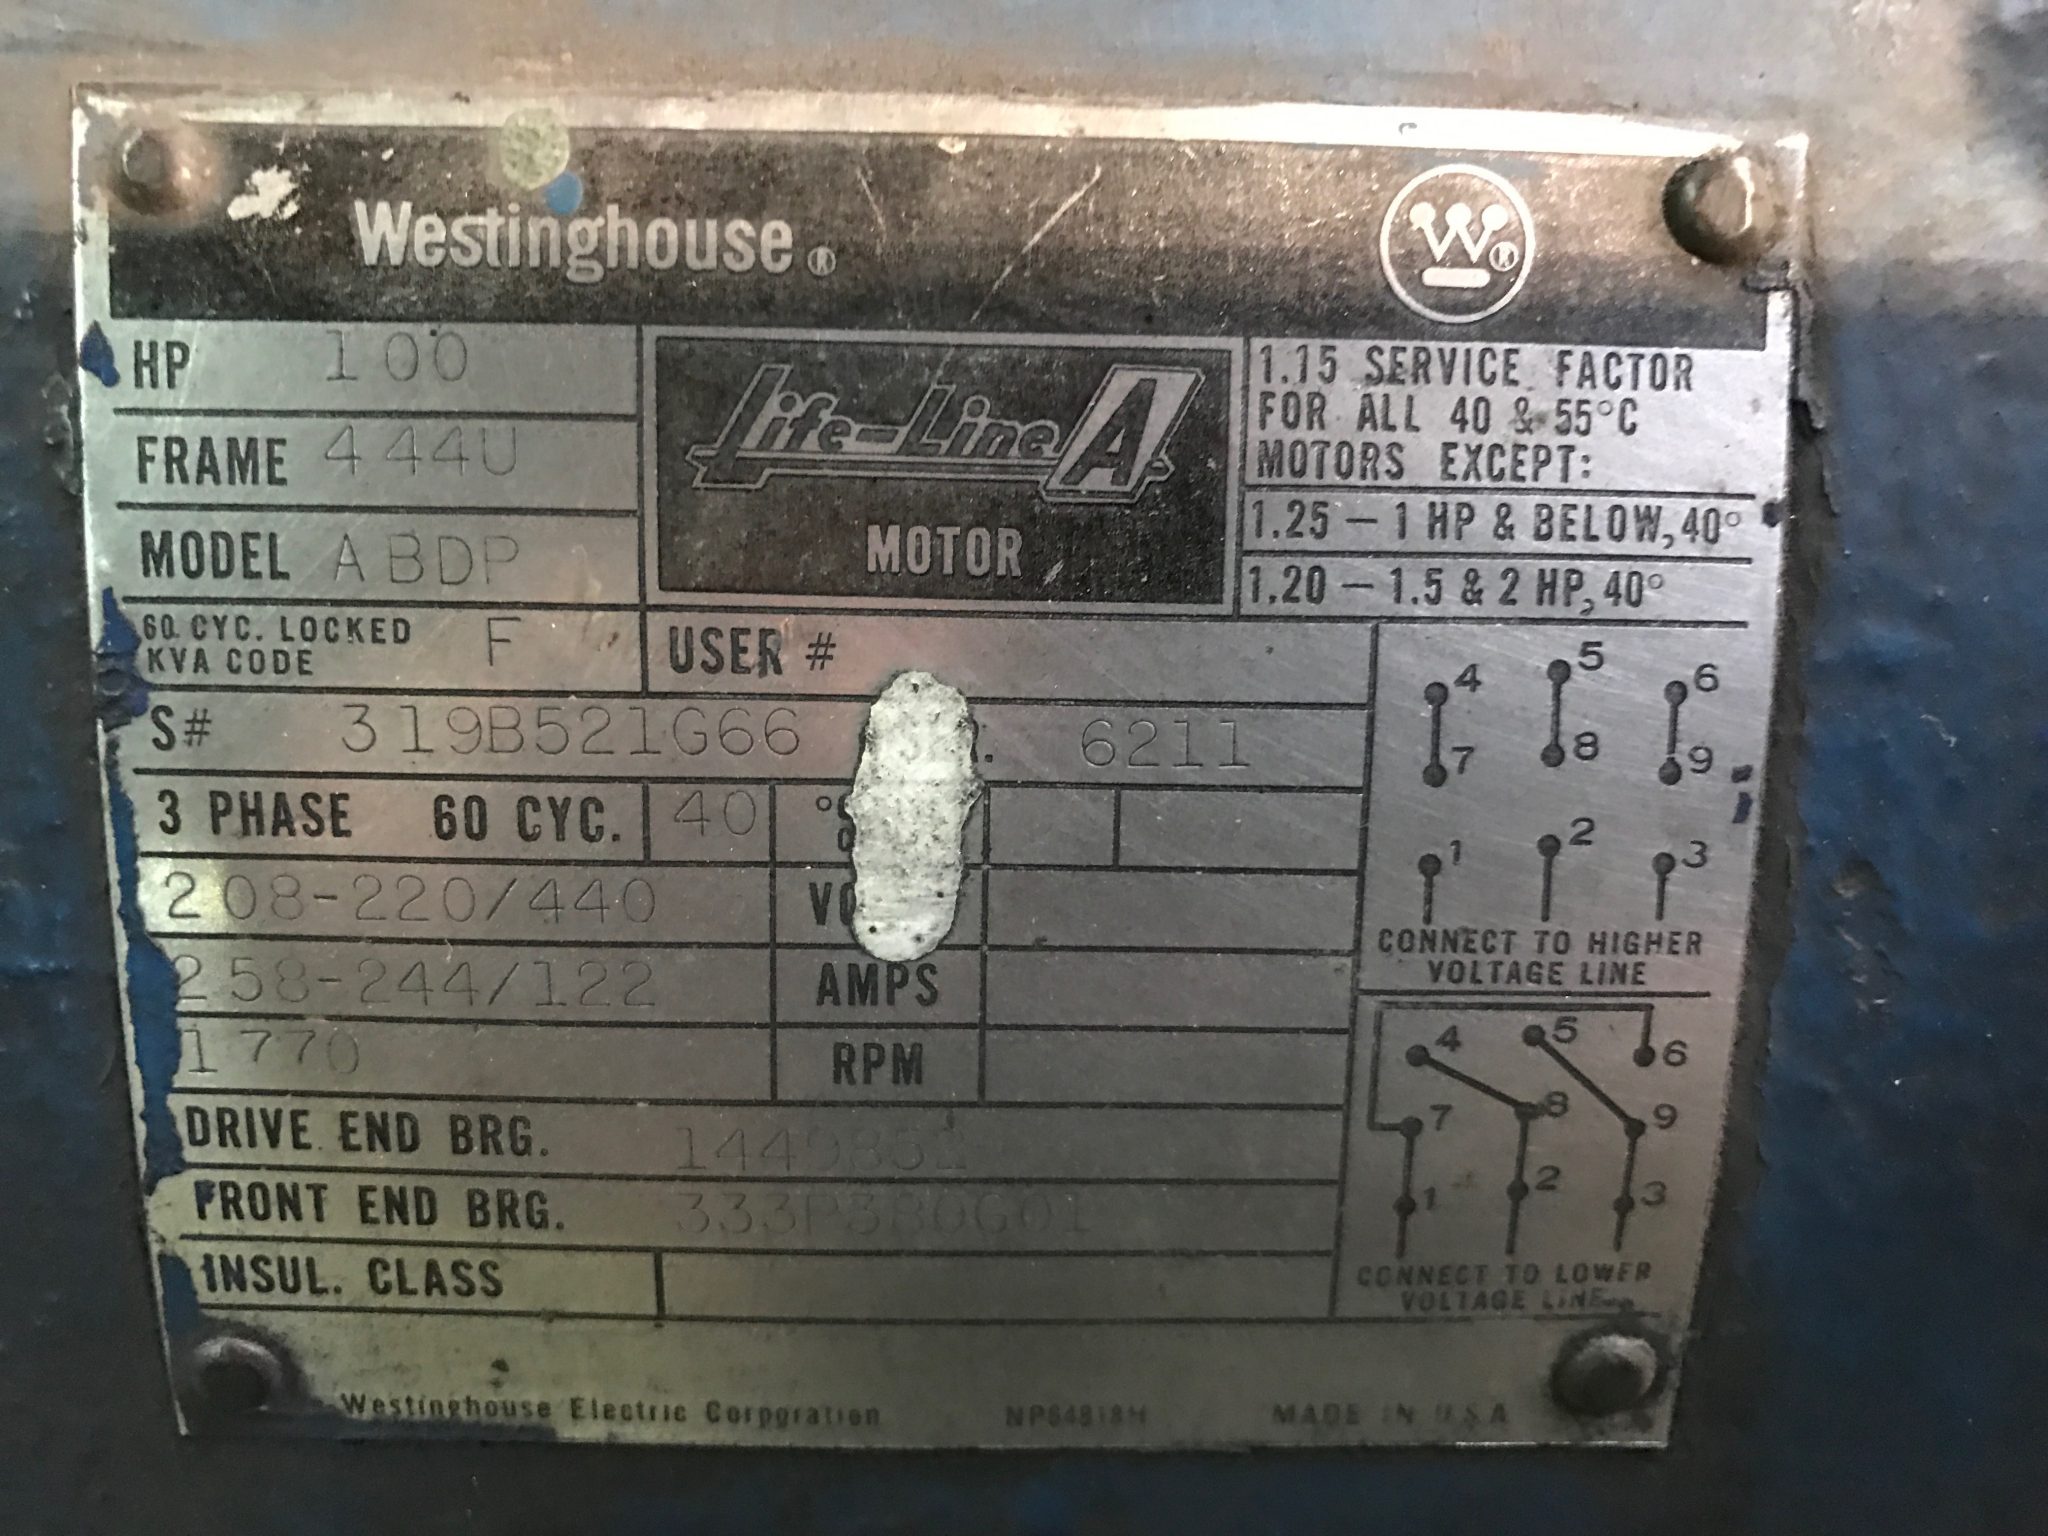 Westinghouse®
W®
HP 100
FRAME 444U
MODEL ABDP
60 CYC. LOCKED
KVA CODE F
Life-Line A
MOTOR
1.15 SERVICE FACTOR
FOR ALL 40 & 55°C
MOTORS EXCEPT:
1.25 – 1 HP & BELOW, 40°
1.20 – 1.5 & 2 HP, 40°
USER #
S# 319B521G66 6211
3 PHASE 60 CYC. 40
208-220/440
258-244/122 AMPS
1770 RPM
DRIVE END BRG.
FRONT END BRG.
INSUL. CLASS
4 5 6
7 8 9
1 2 3
CONNECT TO HIGHER
VOLTAGE LINE
4 5 6
7 8 9
1 2 3
CONNECT TO LOWER
VOLTAGE LINE
Westinghouse Electric Corporation MADE IN U.S.A